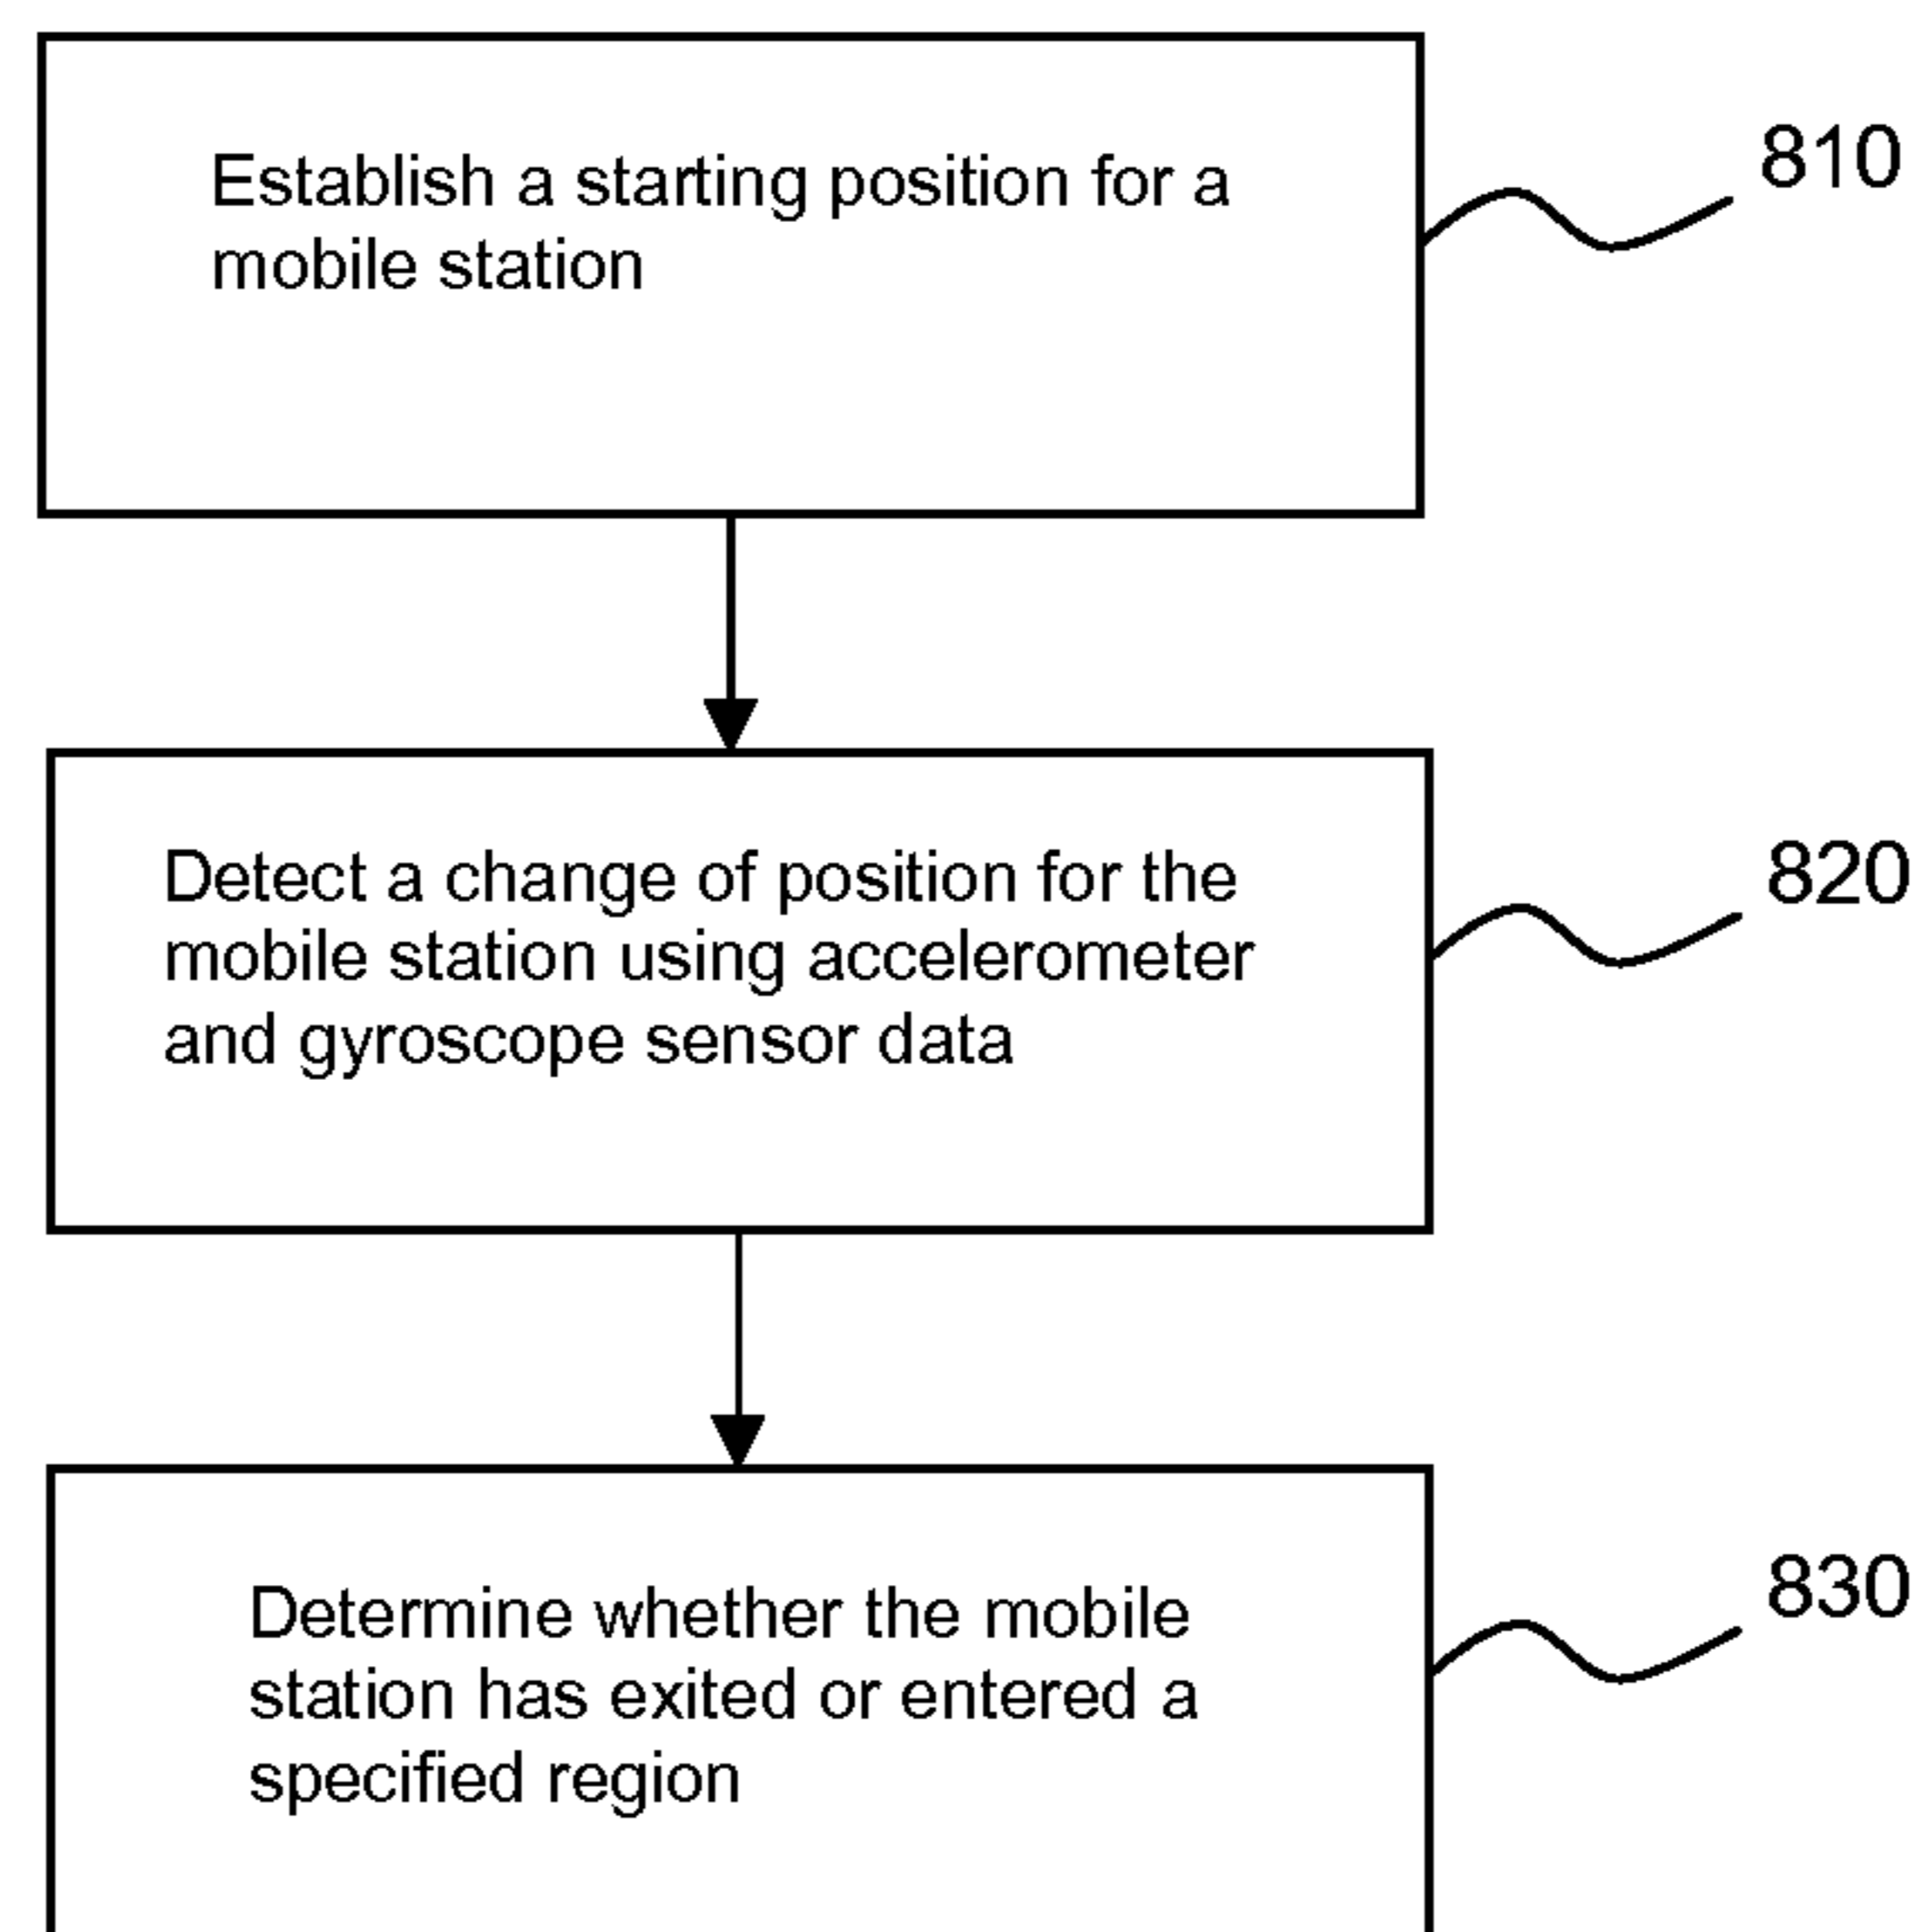 Establish a starting position for a
mobile station
810
Detect a change of position for the
mobile station using accelerometer
and gyroscope sensor data
820
Determine whether the mobile
station has exited or entered a
specified region
830